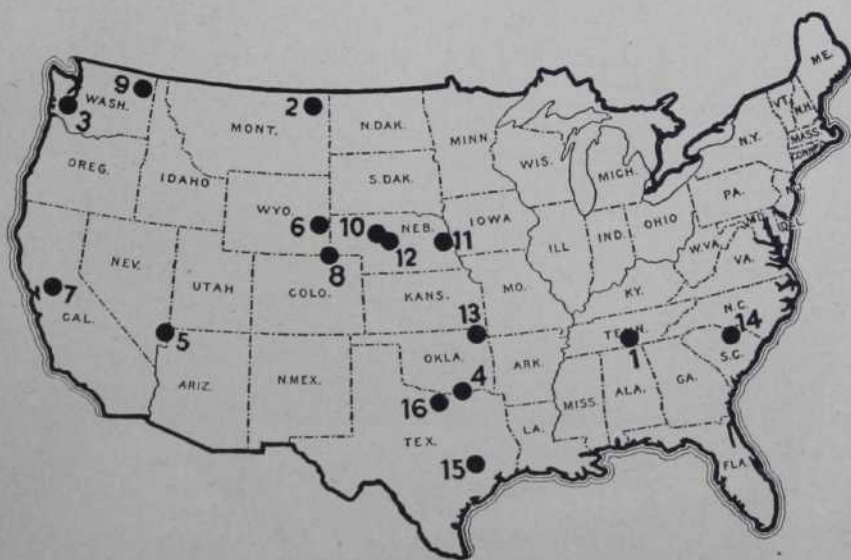 ME.
9
WASH.
3
2
MONT.
N.DAK.
MINN
VT.
N.H.
MASS
CONN.
N.Y.
OREG.
IDAHO
S.DAK.
WIS.
MICH.
WYO.
6
10
NEB.
12
11
IOWA
PA.
NEV.
UTAH
8
COLO.
KANS.
MO.
ILL
IND.
OHIO
W.VA.
MD.
DEL.
VA.
KY.
7
CAL.
5
ARIZ.
N.MEX.
13
OKLA.
ARK.
TENN.
1
N.C.
14
S.C.
4
16
TEX.
LA.
MISS.
ALA.
GA.
15
FLA.